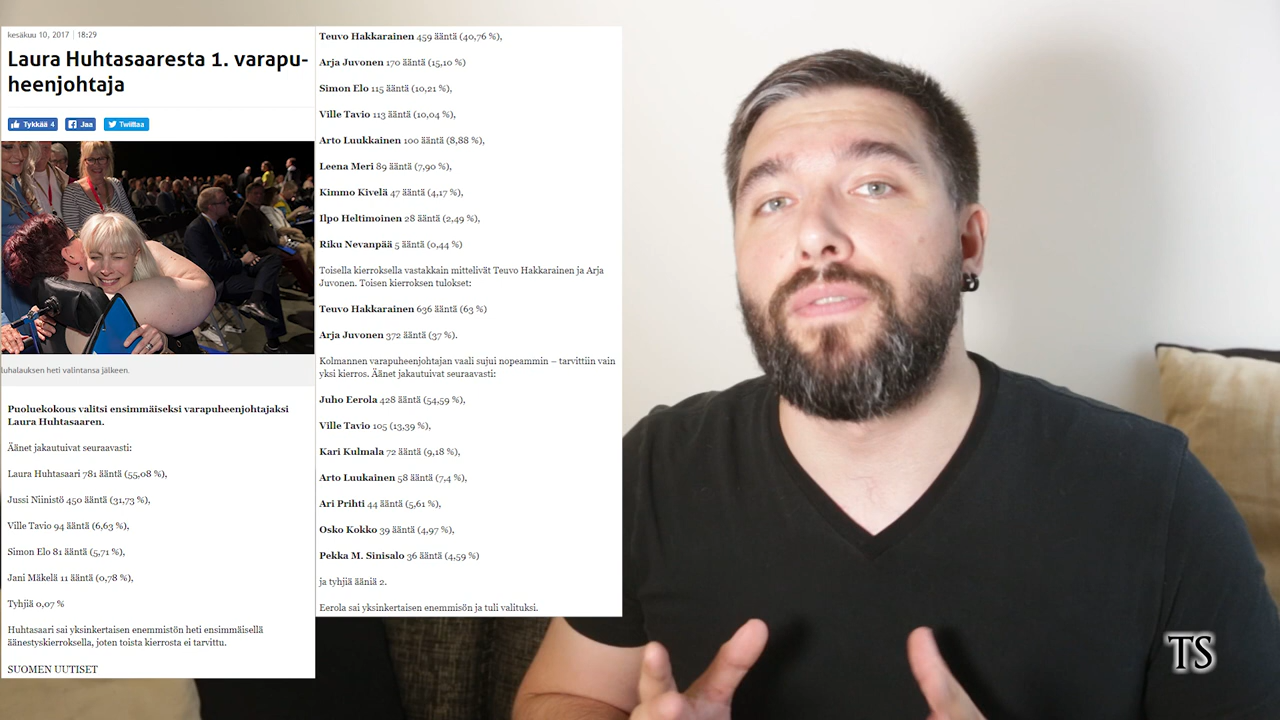 kesäkuu 10, 2017 | 18:29
Laura Huhtasaaresta 1. varapu-
heenjohtaja
Tykkää 4 Jaa Twiittaa
luhalauksen heti valintansa jälkeen.
Puoluekokous valitsi ensimmäiseksi varapuheenjohtajaksi
Laura Huhtasaaren.
Äänet jakautuivat seuraavasti:
Laura Huhtasaari 781 ääntä (55,08 %),
Jussi Niinistö 450 ääntä (31,73 %),
Ville Tavio 94 ääntä (6,63 %),
Simon Elo 81 ääntä (5,71 %),
Jani Mäkelä 11 ääntä (0,78 %),
Tyhjiä 0,07 %
Huhtasaari sai yksinkertaisen enemmistön heti ensimmäisellä
äänestyskierroksella, joten toista kierrosta ei tarvittu.
SUOMEN UUTISET
Teuvo Hakkarainen 459 ääntä (40,76 %),
Arja Juvonen 170 ääntä (15,10 %)
Simon Elo 115 ääntä (10,21 %),
Ville Tavio 113 ääntä (10,04 %),
Arto Luukkainen 100 ääntä (8,88 %),
Leena Meri 89 ääntä (7,90 %),
Kimmo Kivelä 47 ääntä (4,17 %),
Ilpo Heltimoinen 28 ääntä (2,49 %),
Riku Nevanpää 5 ääntä (0,44 %)
Toisella kierroksella vastakkain mittelivät Teuvo Hakkarainen ja Arja
Juvonen. Toisen kierroksen tulokset:
Teuvo Hakkarainen 636 ääntä (63 %)
Arja Juvonen 372 ääntä (37 %).
Kolmannen varapuheenjohtajan vaali sujui nopeammin – tarvittiin vain
yksi kierros. Äänet jakautuivat seuraavasti:
Juho Eerola 428 ääntä (54,59 %),
Ville Tavio 105 (13,39 %),
Kari Kulmala 72 ääntä (9,18 %),
Arto Luukainen 58 ääntä (7,4 %),
Ari Prihti 44 ääntä (5,61 %),
Osko Kokko 39 ääntä (4,97 %),
Pekka M. Sinisalo 36 ääntä (4,59 %)
ja tyhjiä ääniä 2.
Eerola sai yksinkertaisen enemmisön ja tuli valituksi.
TS